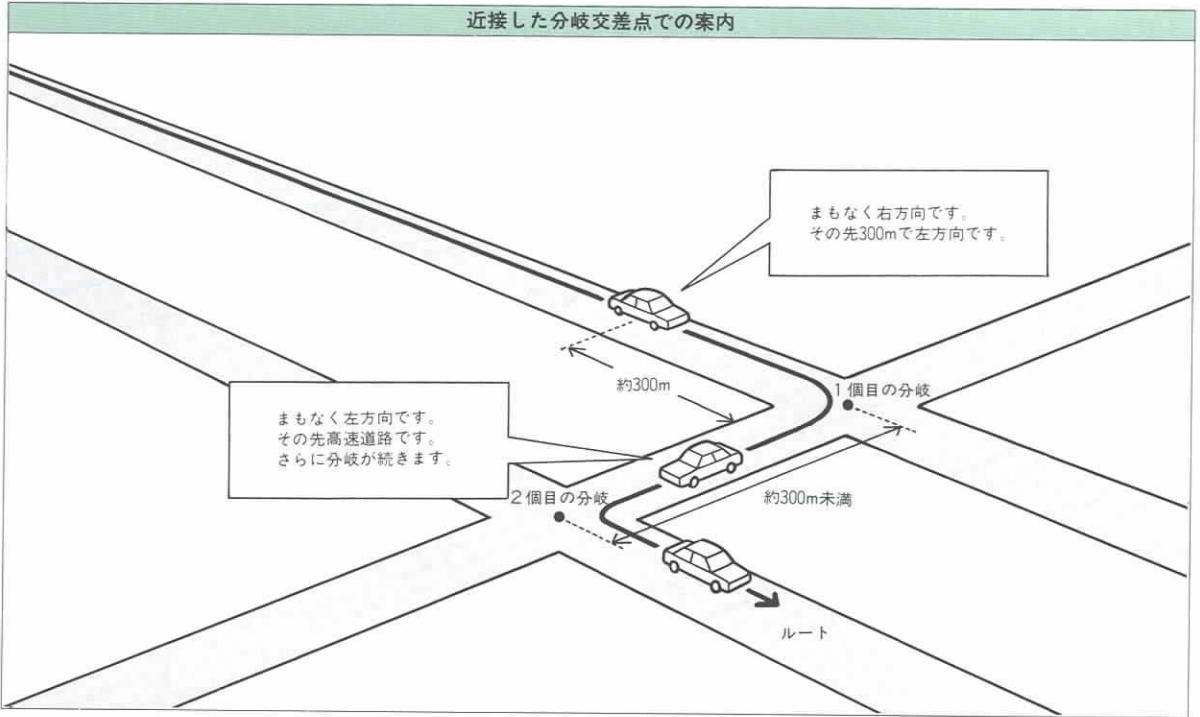 近接した分岐交差点での案内
まもなく右方向です。
その先300mで左方向です。
約300m
1個目の分岐
まもなく左方向です。
その先高速道路です。
さらに分岐が続きます。
2個目の分岐
約300m未満
ルート